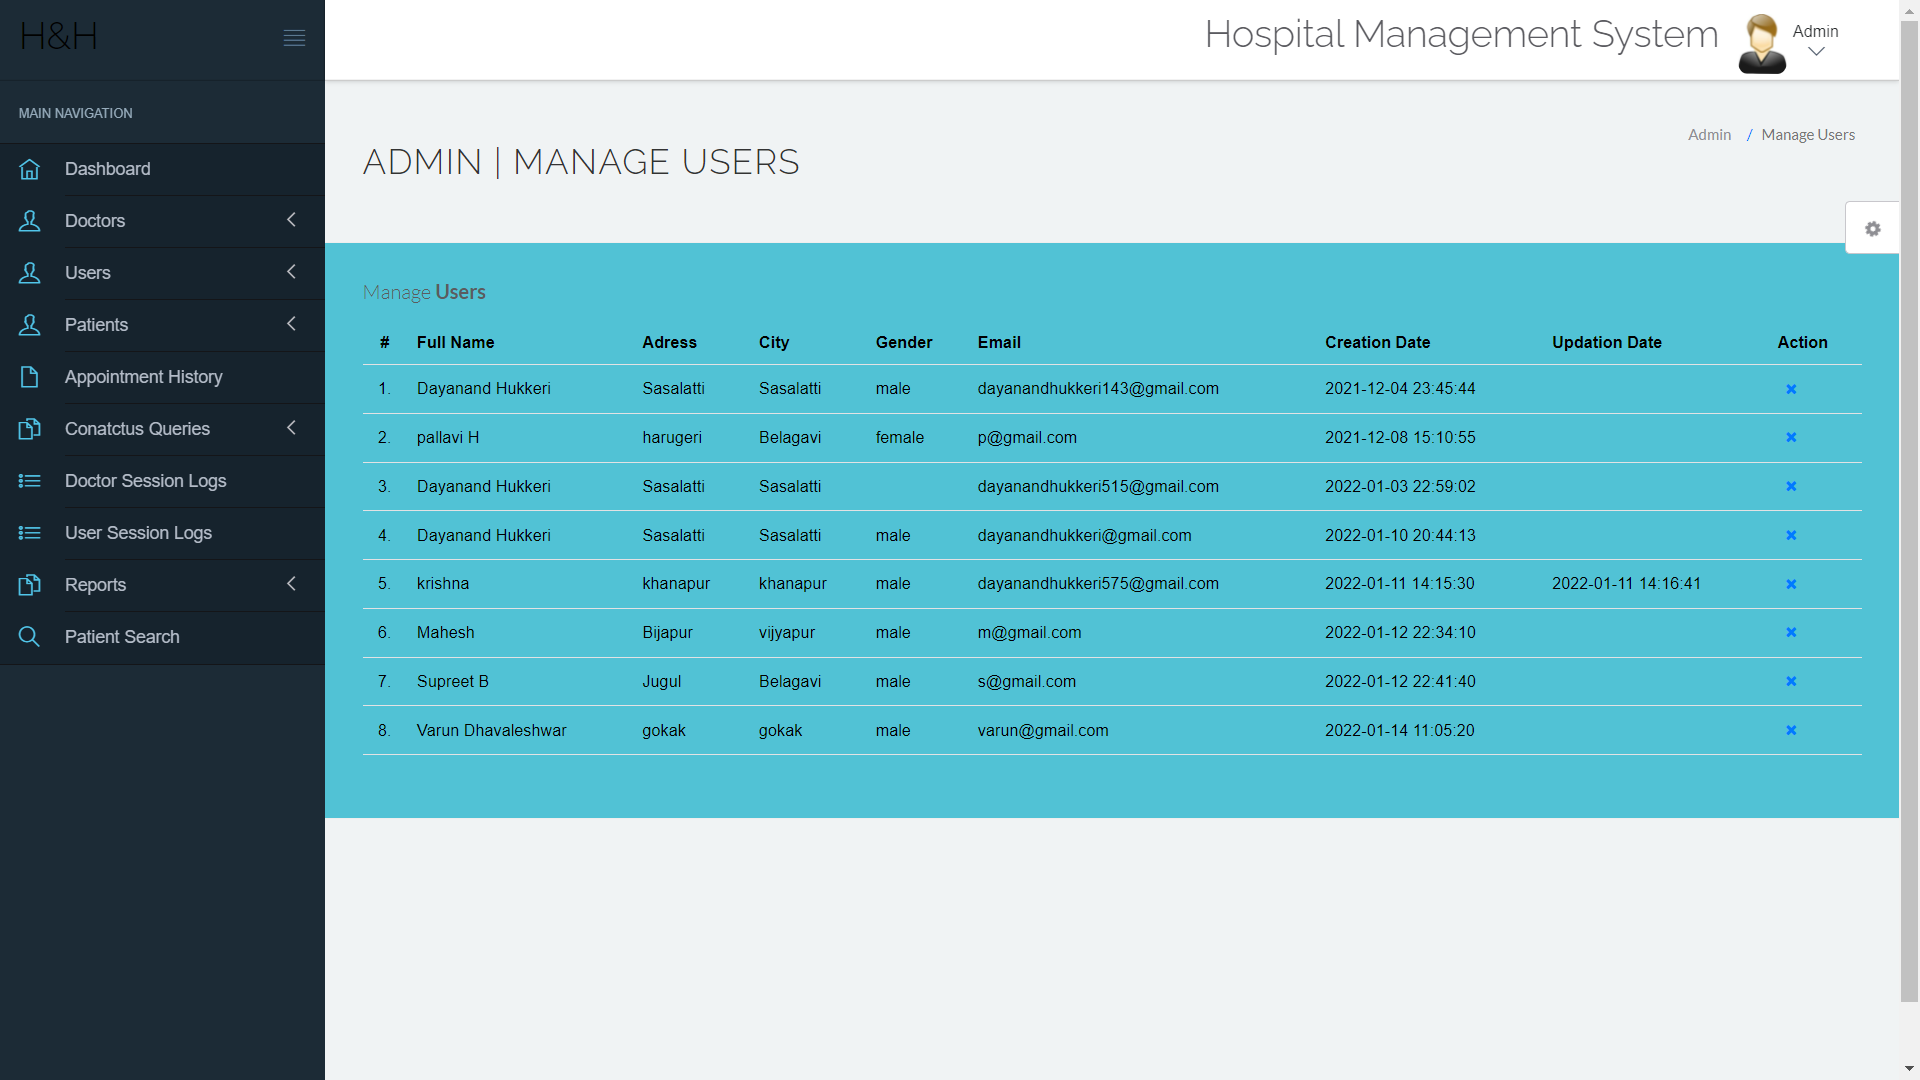 H&H
Hospital Management System
Admin
MAIN NAVIGATION
Dashboard
Doctors
Users
Patients
Appointment History
Conatctus Queries
Doctor Session Logs
User Session Logs
Reports
Patient Search
ADMIN | MANAGE USERS
Admin / Manage Users
Manage Users
# Full Name Adress City Gender Email Creation Date Updation Date Action
1. Dayanand Hukkeri Sasalatti Sasalatti male dayanandhukkeri143@gmail.com 2021-12-04 23:45:44
2. pallavi H harugeri Belagavi female p@gmail.com 2021-12-08 15:10:55
3. Dayanand Hukkeri Sasalatti Sasalatti dayanandhukkeri515@gmail.com 2022-01-03 22:59:02
4. Dayanand Hukkeri Sasalatti Sasalatti male dayanandhukkeri@gmail.com 2022-01-10 20:44:13
5. krishna khanapur khanapur male dayanandhukkeri575@gmail.com 2022-01-11 14:15:30 2022-01-11 14:16:41
6. Mahesh Bijapur vijyapur male m@gmail.com 2022-01-12 22:34:10
7. Supreet B Jugul Belagavi male s@gmail.com 2022-01-12 22:41:40
8. Varun Dhavaleshwar gokak gokak male varun@gmail.com 2022-01-14 11:05:20